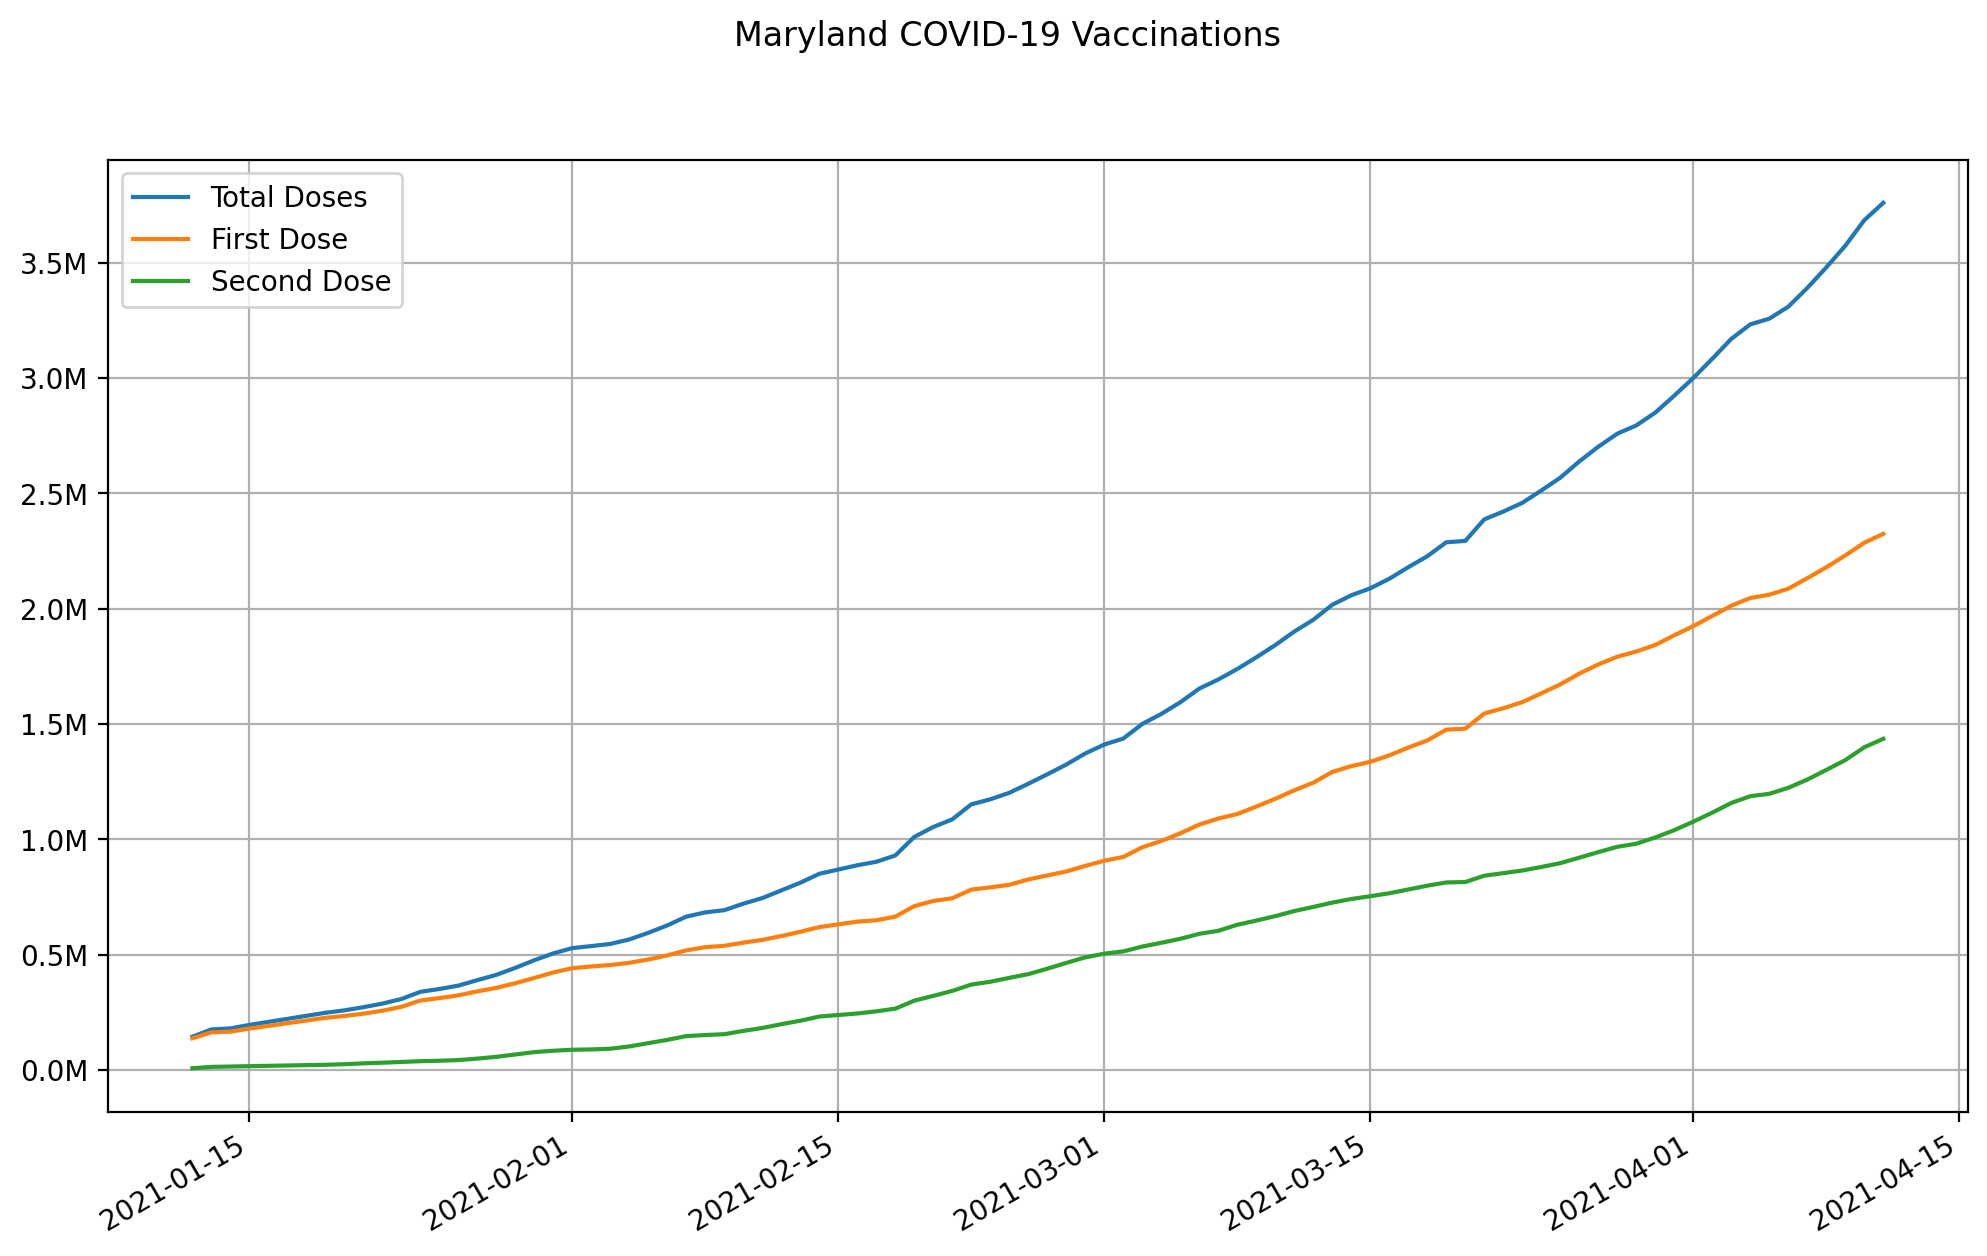 Maryland COVID-19 Vaccinations
Total Doses
First Dose
Second Dose
3.5M
3.0M
2.5M
2.0M
1.5M
1.0M
0.5M
0.0M
2021-01-15
2021-02-01
2021-02-15
2021-03-01
2021-03-15
2021-04-01
2021-04-15